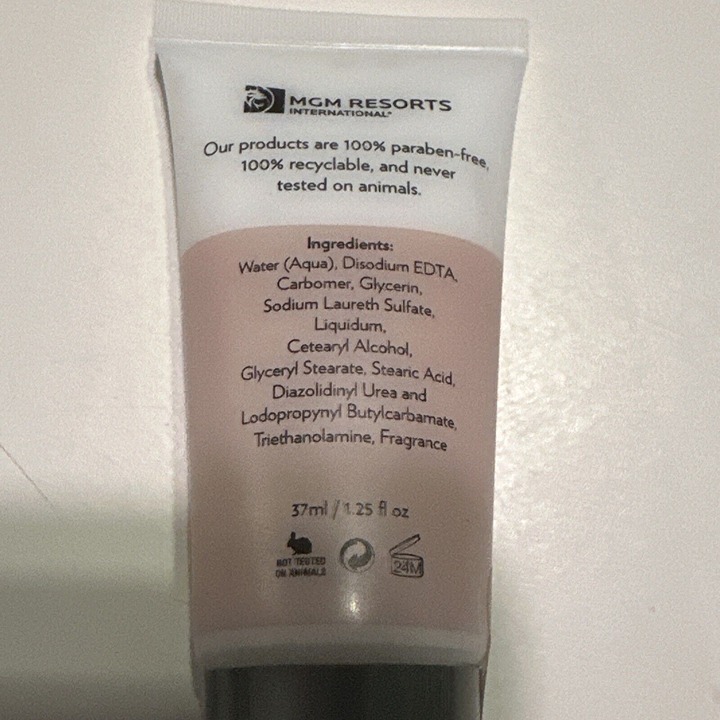 MGM RESORTS
INTERNATIONAL®
Our products are 100% paraben-free,
100% recyclable, and never
tested on animals.
Ingredients:
Water (Aqua), Disodium EDTA,
Carbomer, Glycerin,
Sodium Laureth Sulfate,
Liquidum,
Cetearyl Alcohol,
Glyceryl Stearate, Stearic Acid,
Diazolidinyl Urea and
Lodopropynyl Butylcarbamate,
Triethanolamine, Fragrance
37ml / 1.25 fl oz
NOT TESTED
ON ANIMALS
24M